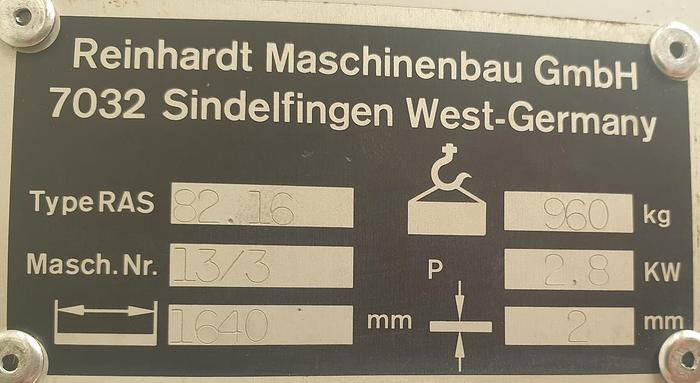 Reinhardt Maschinenbau GmbH
7032 Sindelfingen West-Germany
Type RAS 82.16 960 kg
Masch. Nr. 13/3 P 2.8 KW
1640 mm 2 mm